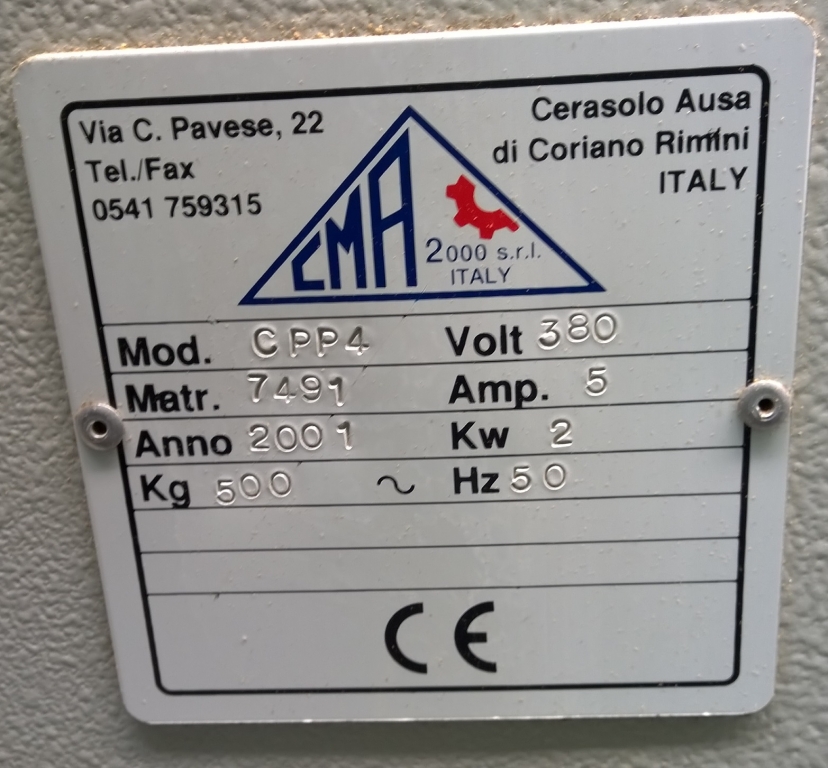 Via C. Pavese, 22
Tel./Fax
0541 759315
Cerasolo Ausa
di Coriano Rimini
ITALY
CMA
2000 s.r.l.
ITALY
Mod. CPP4 Volt 380
Matr. 7491 Amp. 5
Anno 2001 Kw 2
Kg 500 ~ Hz 50
CE